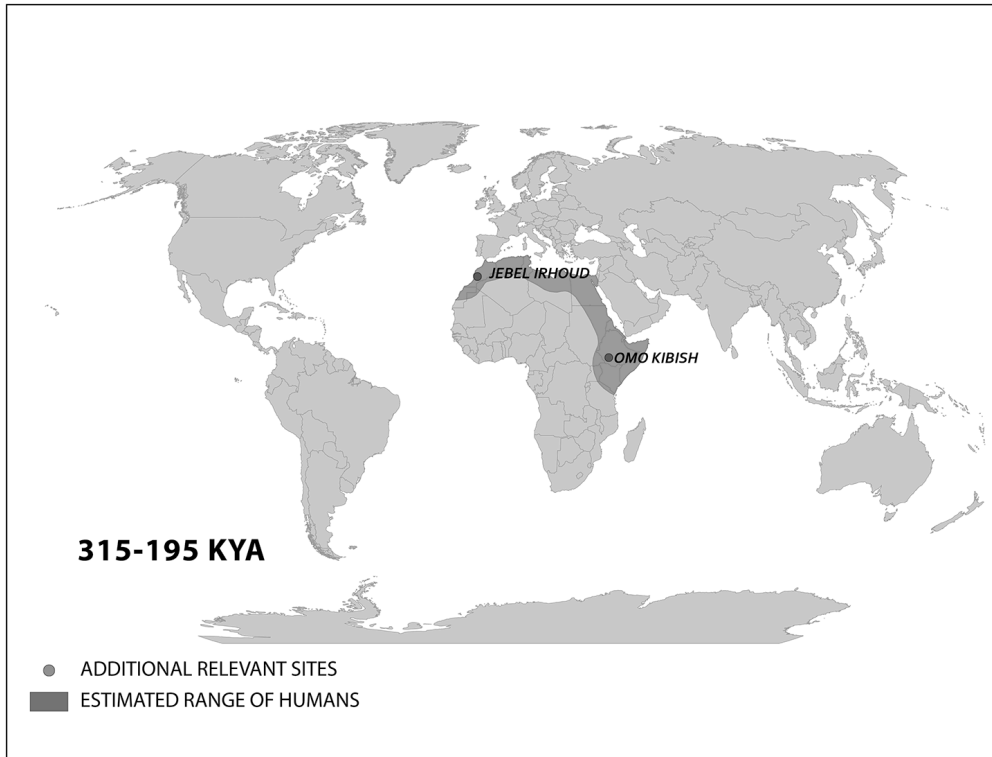 JEBEL IRHOUD
OMO KIBISH
315-195 KYA
ADDITIONAL RELEVANT SITES
ESTIMATED RANGE OF HUMANS